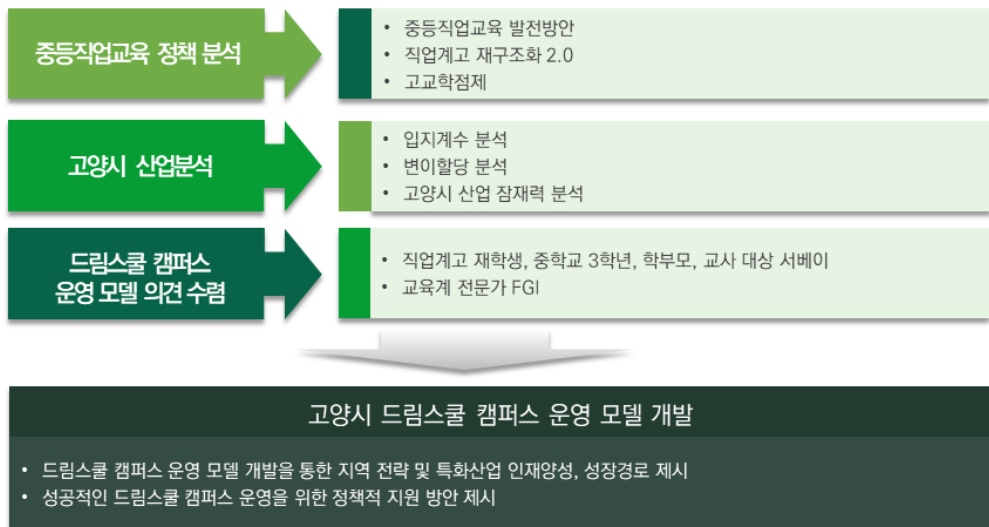 중등직업교육 정책 분석
• 중등직업교육 발전방안
• 직업계고 재구조화 2.0
• 고교학점제
고양시 산업분석
• 입지계수 분석
• 변이할당 분석
• 고양시 산업 잠재력 분석
드림스쿨 캠퍼스
운영 모델 의견 수렴
• 직업계고 재학생, 중학교 3학년, 학부모, 교사 대상 서베이
• 교육계 전문가 FGI
고양시 드림스쿨 캠퍼스 운영 모델 개발
• 드림스쿨 캠퍼스 운영 모델 개발을 통한 지역 전략 및 특화산업 인재양성, 성장경로 제시
• 성공적인 드림스쿨 캠퍼스 운영을 위한 정책적 지원 방안 제시